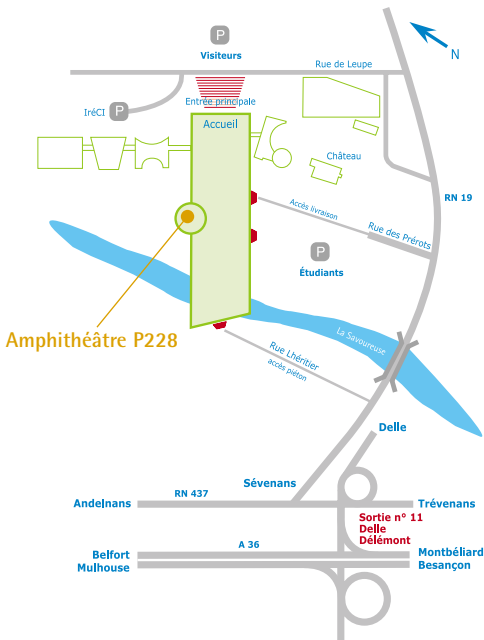 P
Visiteurs
N
Rue de Leupe
IréCI
P
Entrée principale
Accueil
Château
RN 19
Accès livraison
Rue des Prérots
P
Étudiants
Amphithéâtre P228
La Savoureuse
Rue Lhéritier
accès piéton
Delle
Sévenans
RN 437
Andelnans
Trévenans
Sortie n° 11
Delle
Délémont
A 36
Belfort
Mulhouse
Montbéliard
Besançon